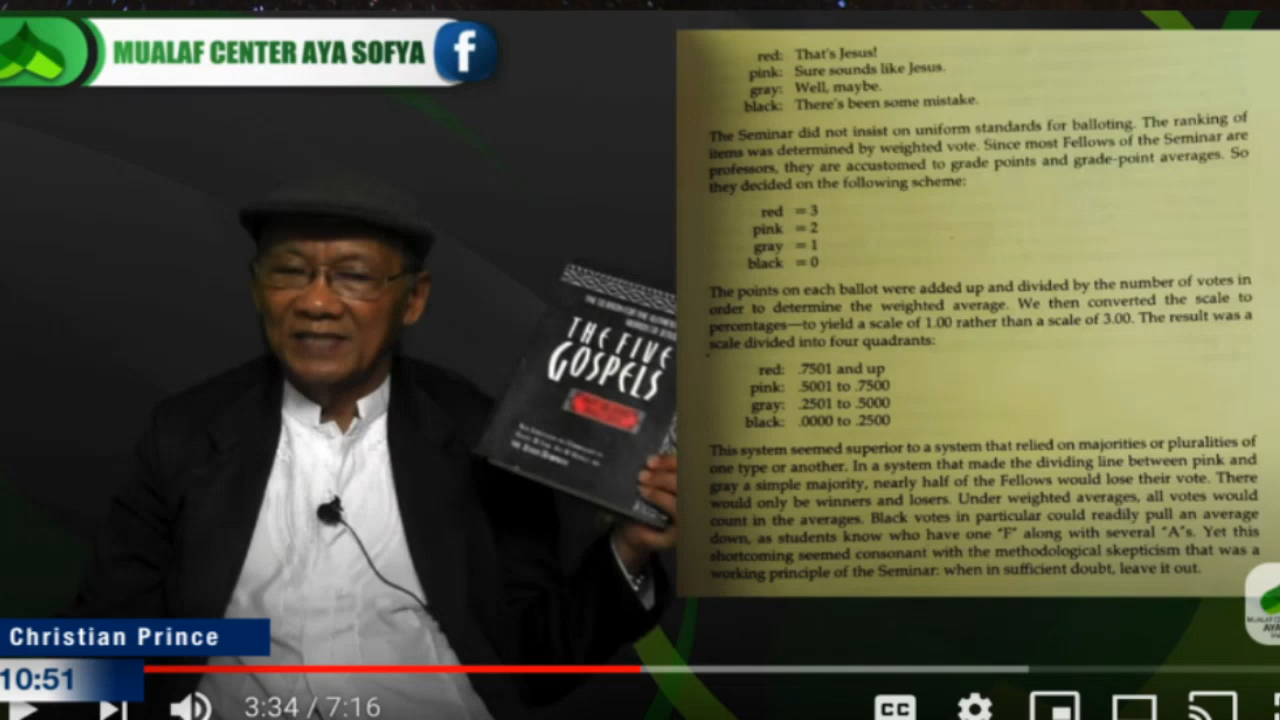 MUALAF CENTER AYA SOFYA f
THE FIVE
GOSPELS
red: That's Jesus!
pink: Sure sounds like Jesus.
gray: Well, maybe.
black: There's been some mistake.
The Seminar did not insist on uniform standards for balloting. The ranking of
items was determined by weighted vote. Since most Fellows of the Seminar are
professors, they are accustomed to grade points and grade-point averages. So
they decided on the following scheme:
red = 3
pink = 2
gray = 1
black = 0
The points on each ballot were added up and divided by the number of votes in
order to determine the weighted average. We then converted the scale to
percentages—to yield a scale of 1.00 rather than a scale of 3.00. The result was a
scale divided into four quadrants:
red: .7501 and up
pink: .5001 to .7500
gray: .2501 to .5000
black: .0000 to .2500
This system seemed superior to a system that relied on majorities or pluralities of
one type or another. In a system that made the dividing line between pink and
gray a simple majority, nearly half of the Fellows would lose their vote. There
would only be winners and losers. Under weighted averages, all votes would
count in the averages. Black votes in particular could readily pull an average
down, as students know who have one "F" along with several "A"s. Yet this
shortcoming seemed consonant with the methodological skepticism that was a
working principle of the Seminar: when in sufficient doubt, leave it out.
Christian Prince
10:51
3:34 / 7:16
CC